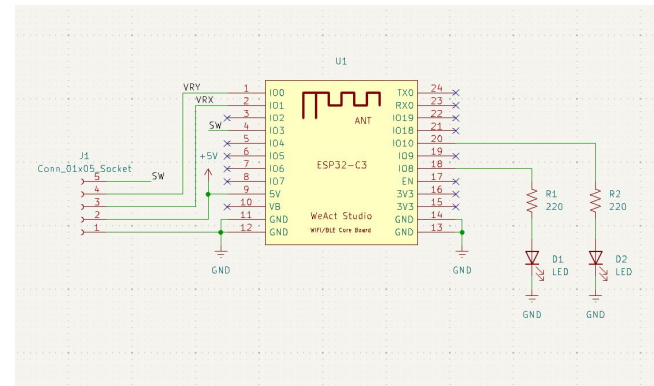 U1
VRY
VRX
SW
+5V
J1
Conn_01x05_Socket
SW
5
4
3
2
1
1 IO0
2 IO1
3 IO2
4 IO3
5 IO4
6 IO5
7 IO6
8 IO7
9 5V
10 VB
11 GND
12 GND
ANT
ESP32-C3
WeAct Studio
WIFI/BLE Core Board
TX0 24
RX0 23
IO19 22
IO18 21
IO10 20
IO9 19
IO8 18
EN 17
3V3 16
3V3 15
GND 14
GND 13
GND
GND
R1
220
R2
220
D1
LED
D2
LED
GND
GND